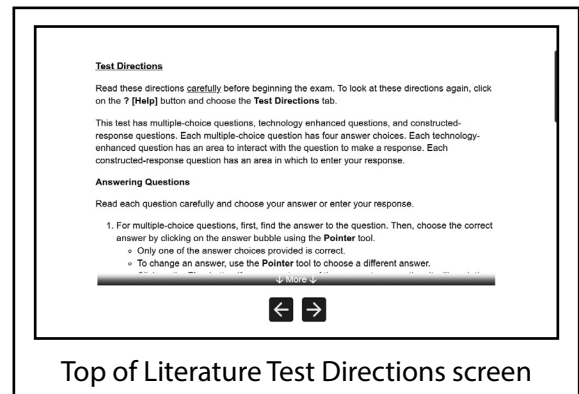 Test Directions
Read these directions carefully before beginning the exam. To look at these directions again, click
on the ? [Help] button and choose the Test Directions tab.
This test has multiple-choice questions, technology enhanced questions, and constructed-
response questions. Each multiple-choice question has four answer choices. Each technology-
enhanced question has an area to interact with the question to make a response. Each
constructed-response question has an area in which to enter your response.
Answering Questions
Read each question carefully and choose your answer or enter your response.
1. For multiple-choice questions, first, find the answer to the question. Then, choose the correct
answer by clicking on the answer bubble using the Pointer tool.
◦ Only one of the answer choices provided is correct.
◦ To change an answer, use the Pointer tool to choose a different answer.
↓ More ↓
← →
Top of Literature Test Directions screen